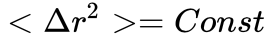 < Δr² >= Const